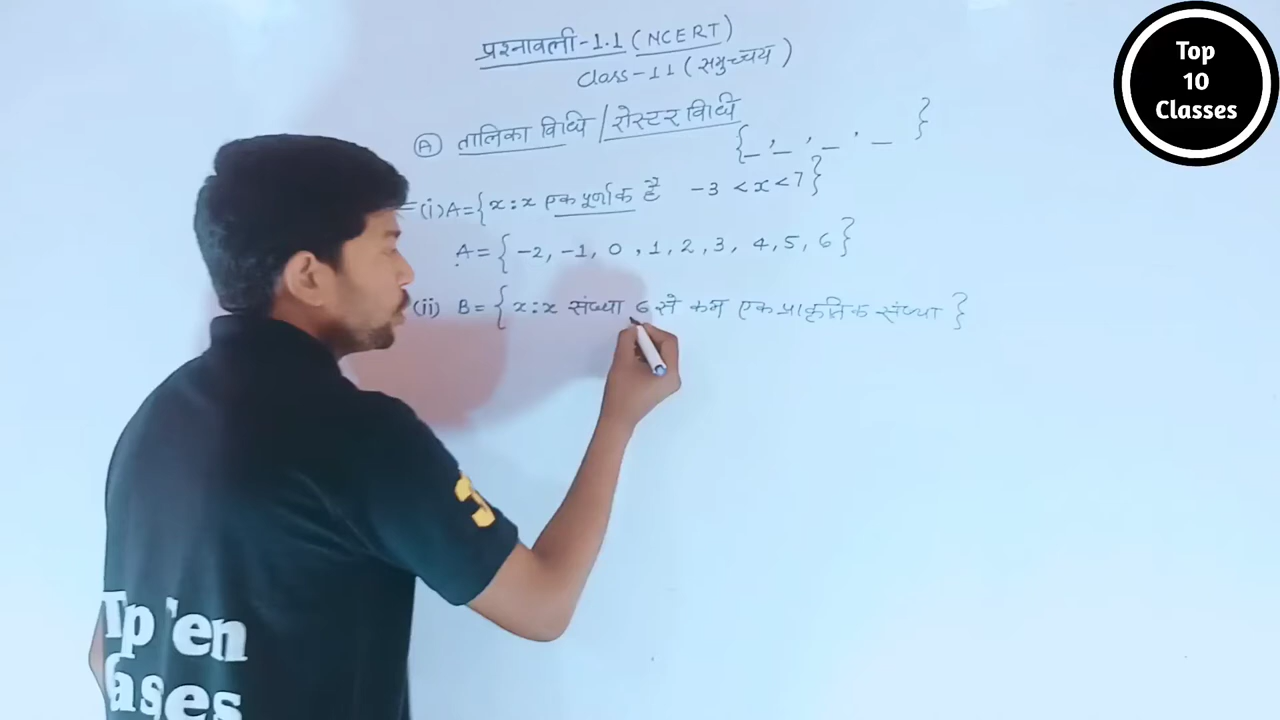 प्रश्नावली-1.1 (NCERT)
Class-11 (समुच्चय)
Top
10
Classes
(A) तालिका विधि / रोस्टर विधि
{_, _, _, _ }
(i) A={x:x एक पूर्णांक है -3 <x<7}
A = { -2, -1, 0, 1, 2, 3, 4, 5, 6 }
(ii) B = { x:x संख्या 6 से कम एक प्राकृतिक संख्या }
3